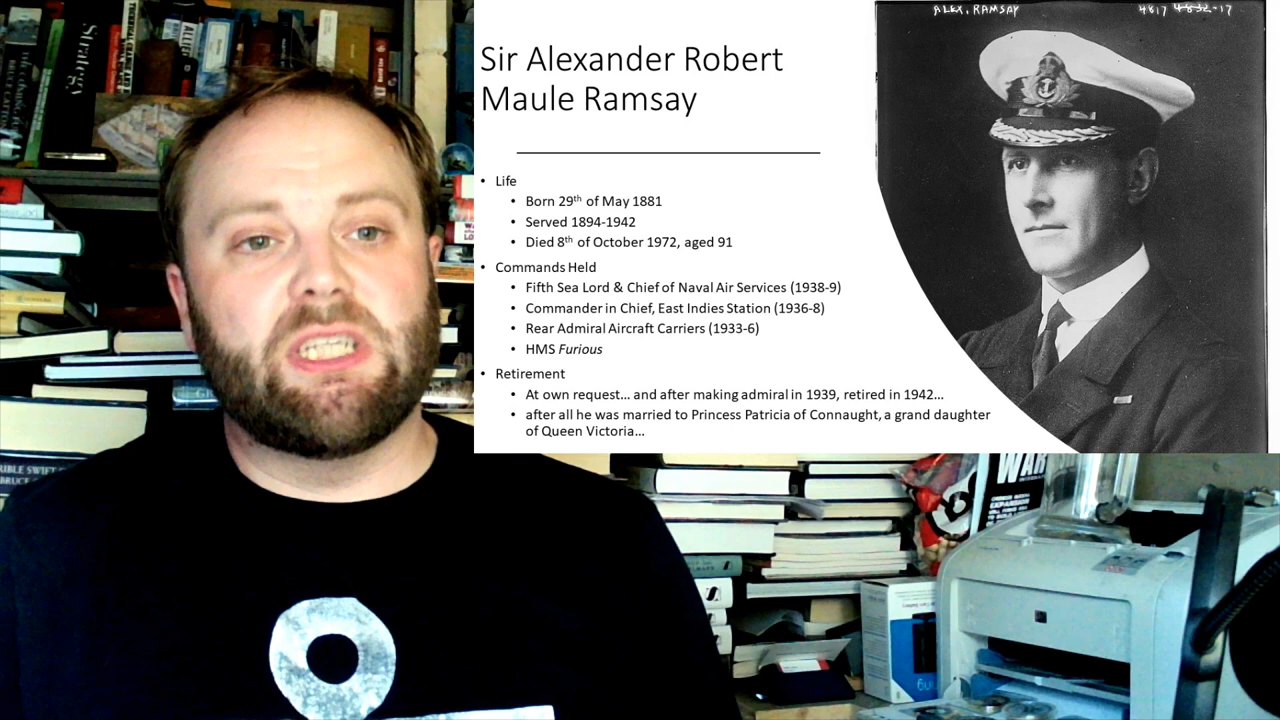 ALEX. RAMSAY
4817
Sir Alexander Robert
Maule Ramsay
• Life
• Born 29th of May 1881
• Served 1894-1942
• Died 8th of October 1972, aged 91
• Commands Held
• Fifth Sea Lord & Chief of Naval Air Services (1938-9)
• Commander in Chief, East Indies Station (1936-8)
• Rear Admiral Aircraft Carriers (1933-6)
• HMS Furious
• Retirement
• At own request... and after making admiral in 1939, retired in 1942...
• after all he was married to Princess Patricia of Connaught, a grand daughter
of Queen Victoria...
Strategy
WAR
hp